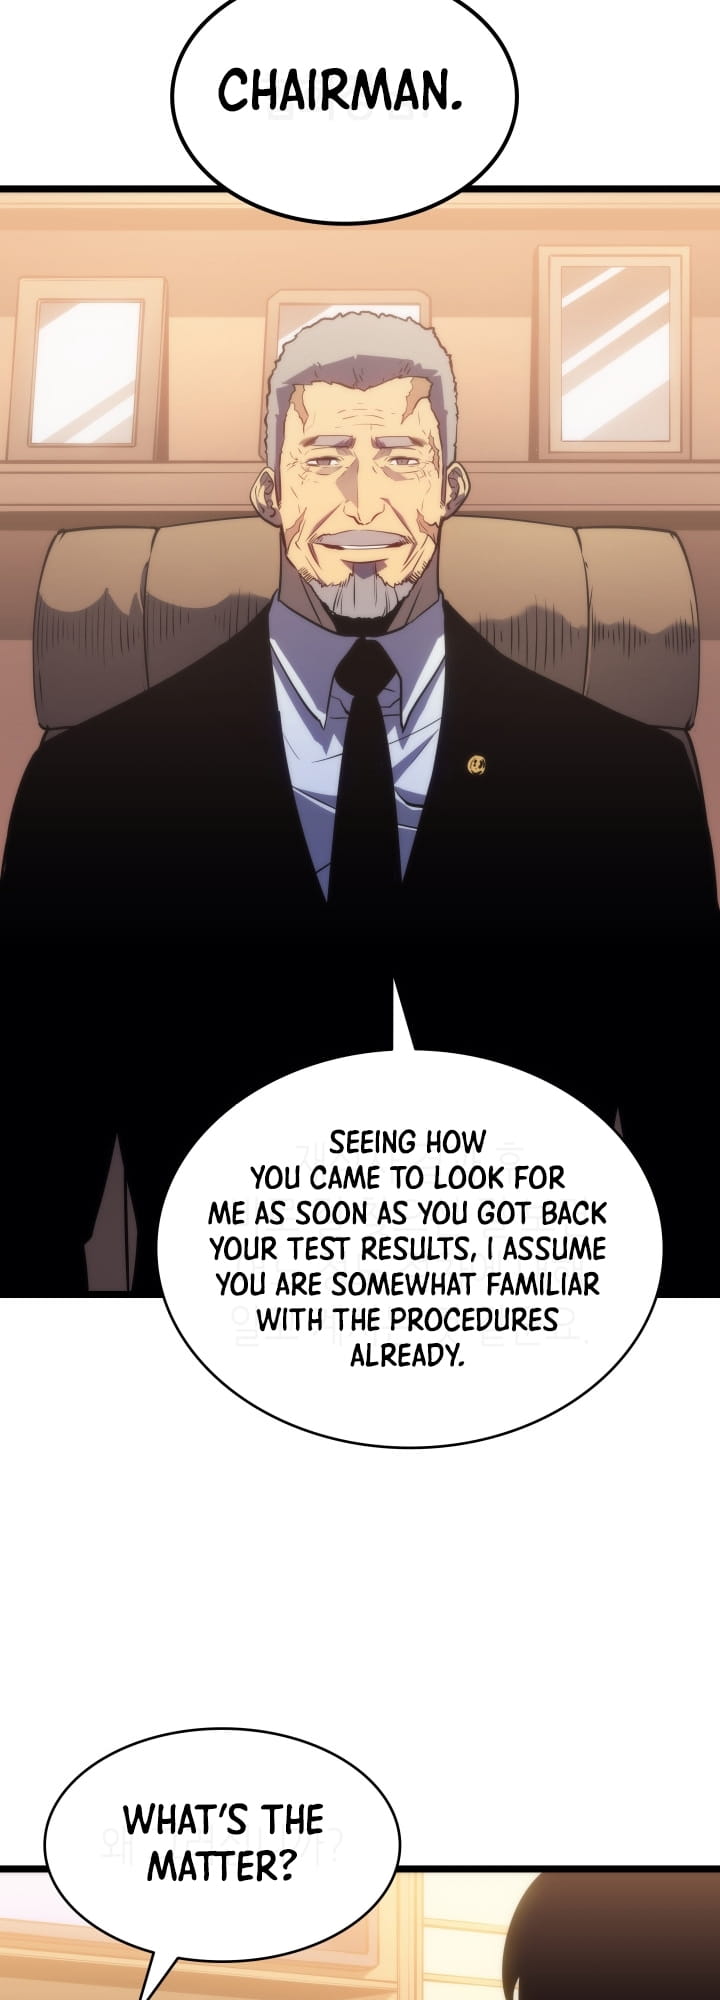 CHAIRMAN.
SEEING HOW
YOU CAME TO LOOK FOR
ME AS SOON AS YOU GOT BACK
YOUR TEST RESULTS, I ASSUME
YOU ARE SOMEWHAT FAMILIAR
WITH THE PROCEDURES
ALREADY.
WHAT'S THE
MATTER?